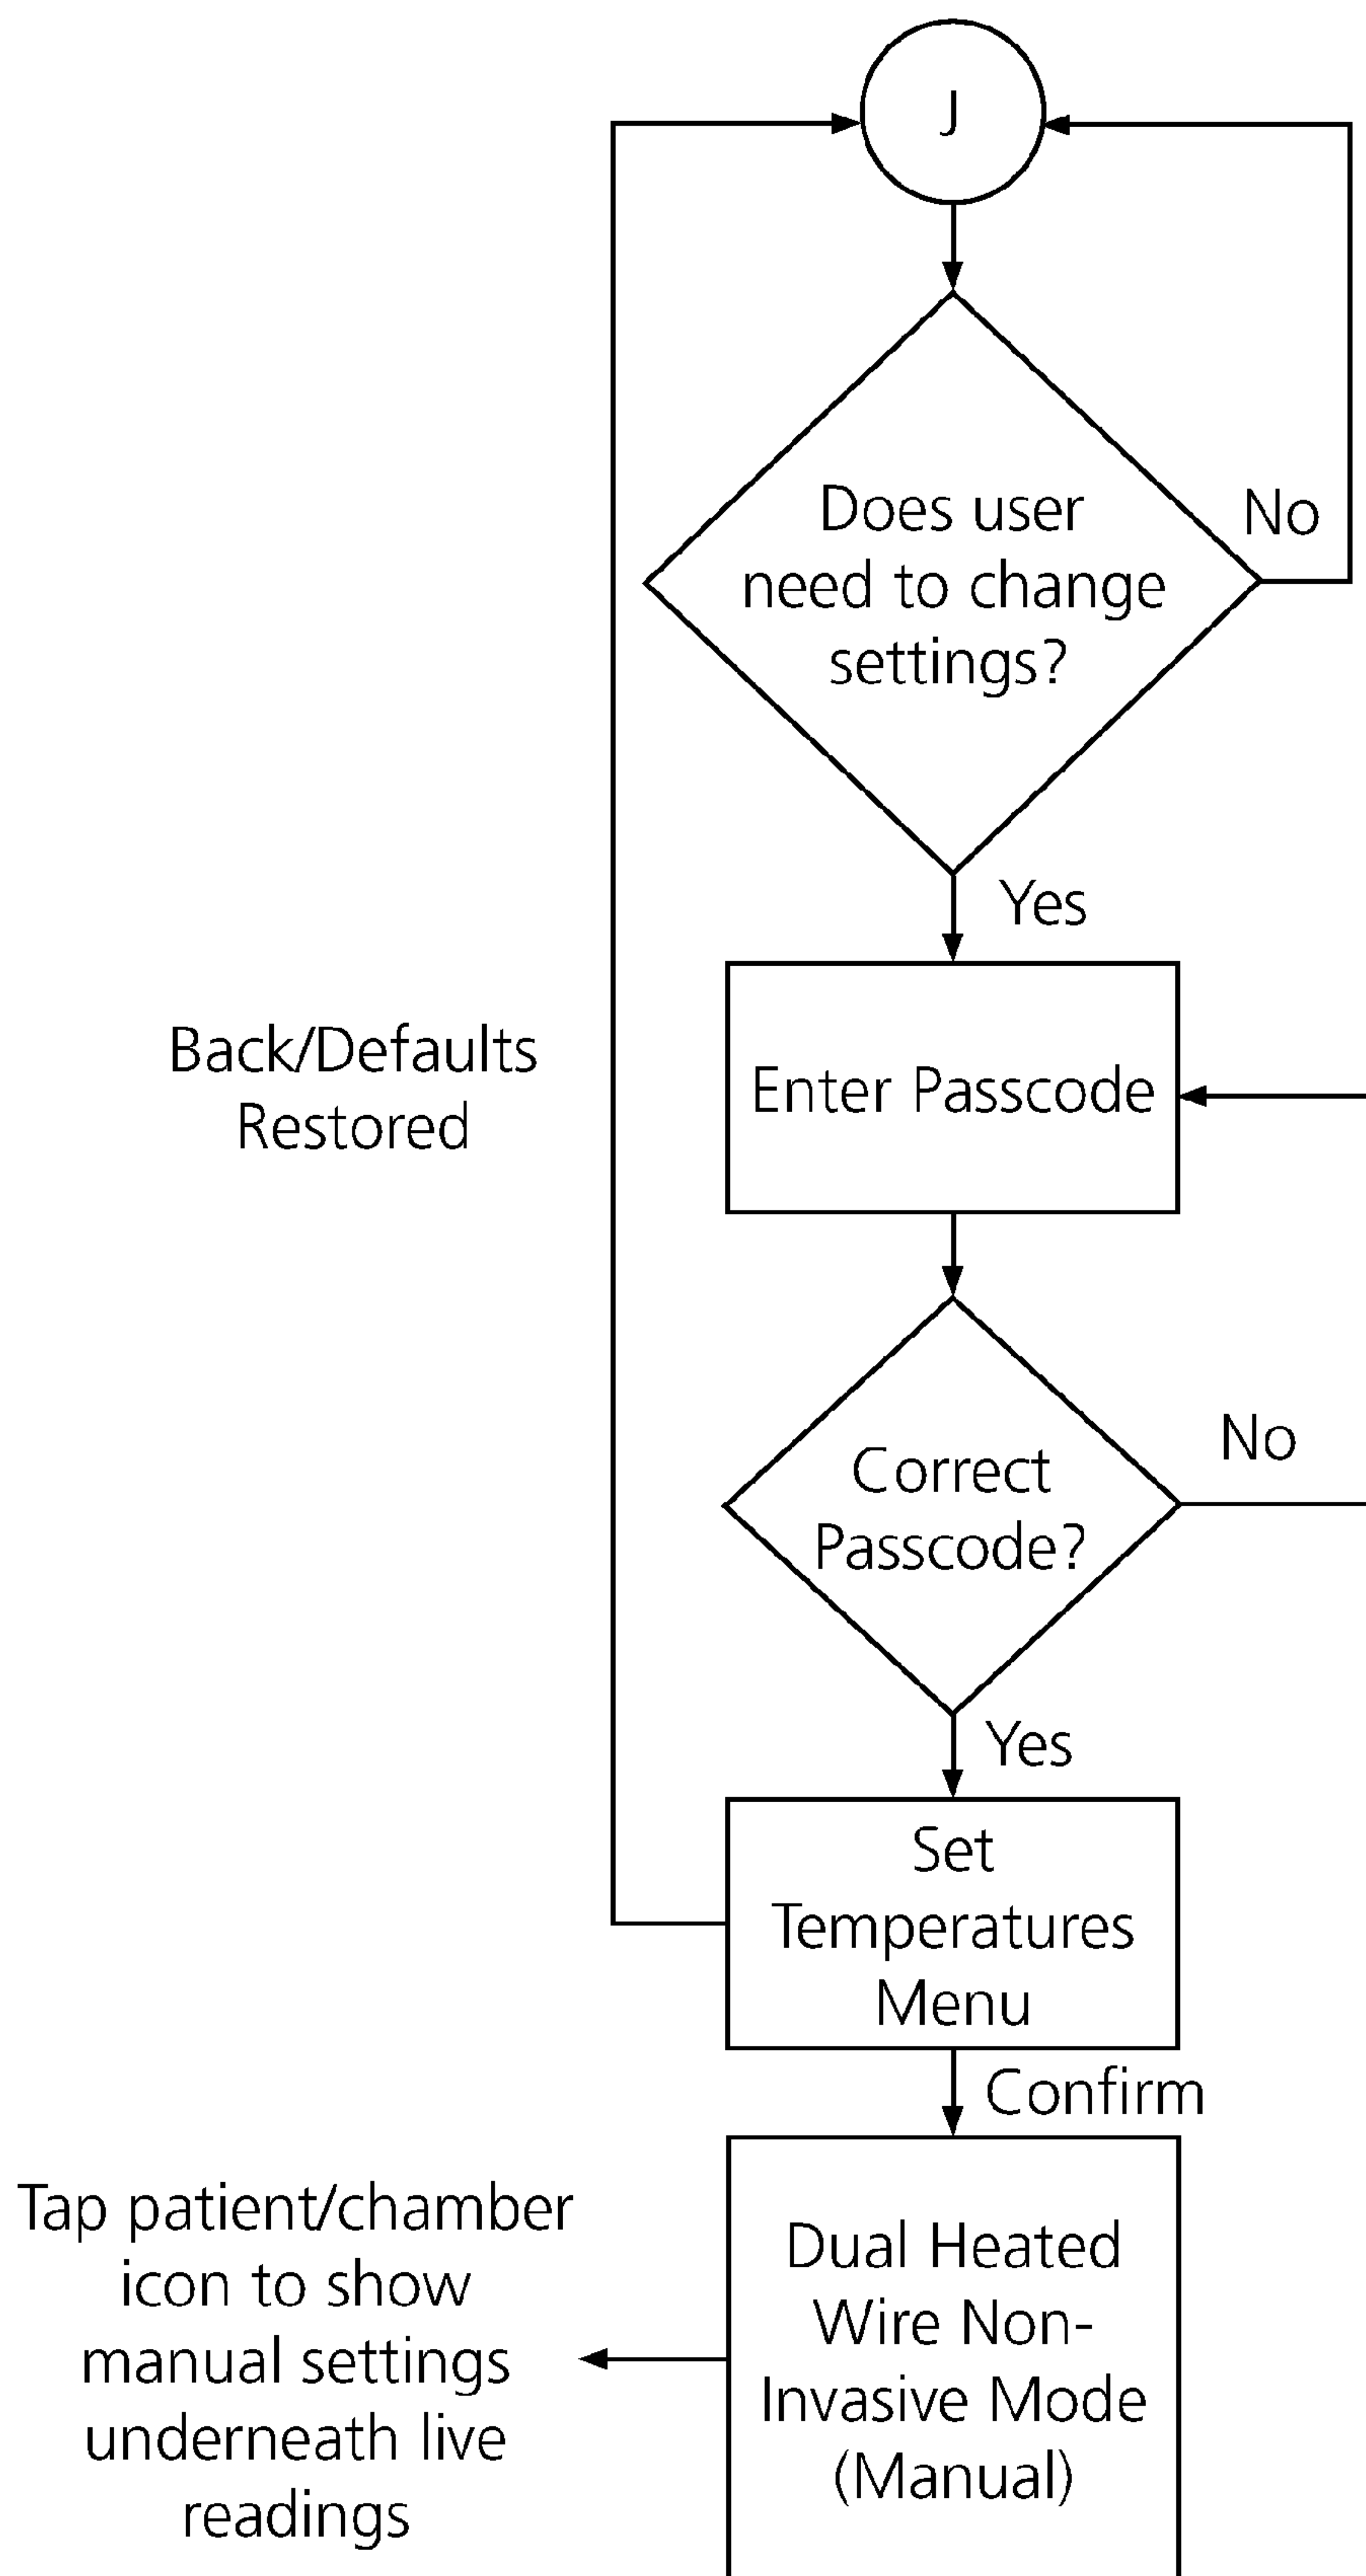 J
Does user
need to change
settings?
No
Yes
Back/Defaults
Restored
Enter Passcode
Correct
Passcode?
No
Yes
Set
Temperatures
Menu
Confirm
Tap patient/chamber
icon to show
manual settings
underneath live
readings
Dual Heated
Wire Non-
Invasive Mode
(Manual)